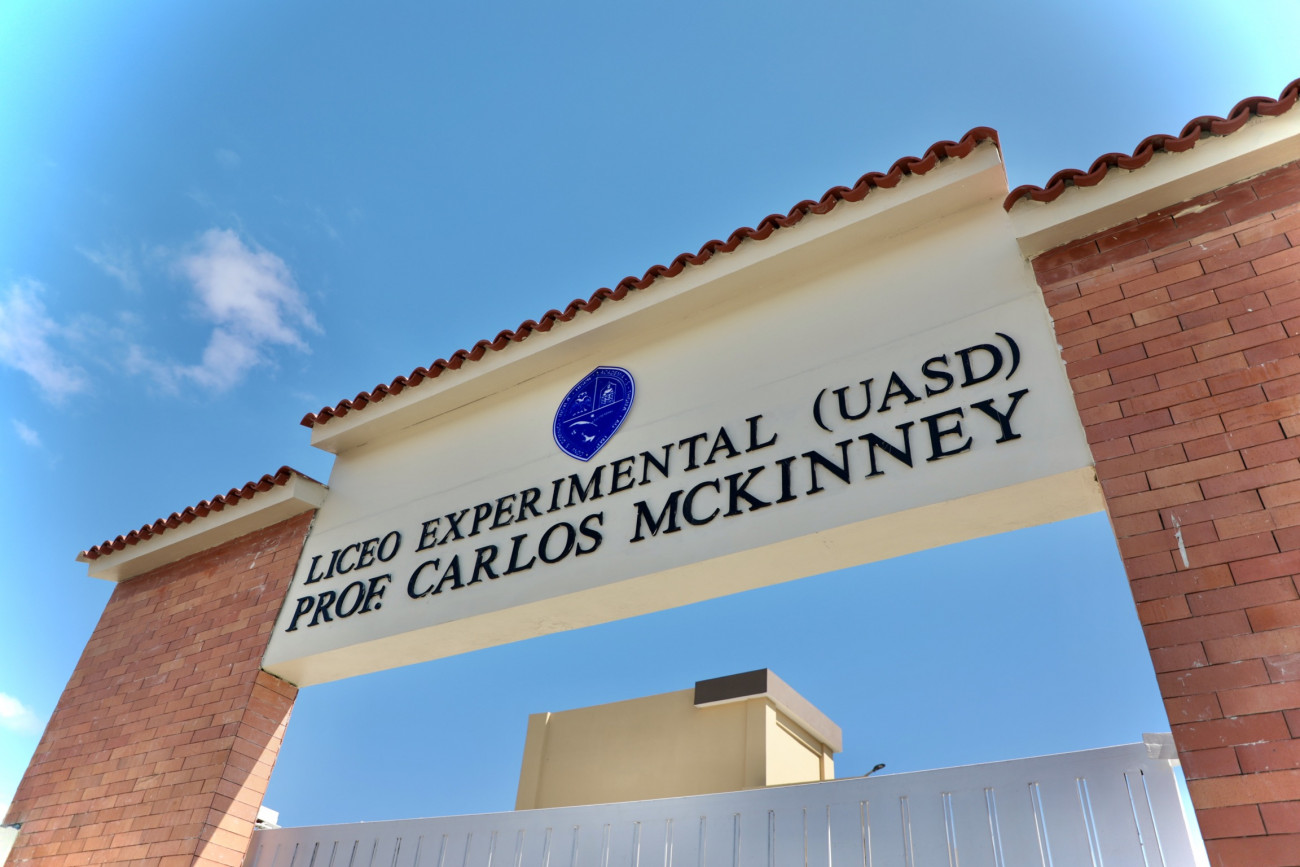 LICEO EXPERIMENTAL (UASD)
PROF. CARLOS MCKINNEY